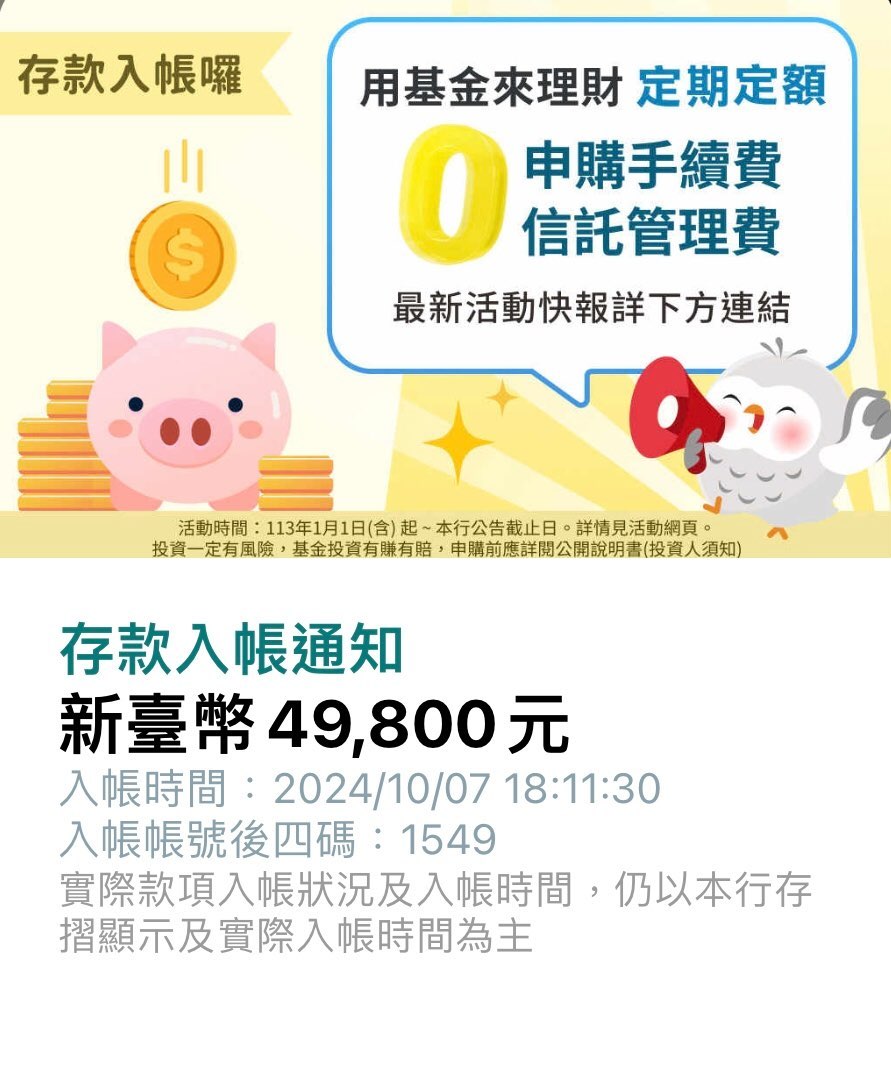 存款入帳囉
用基金來理財 定期定額
0 申購手續費
信託管理費
最新活動快報詳下方連結
$
活動時間：113年1月1日(含) 起 ~ 本行公告截止日。詳情見活動網頁。
投資一定有風險，基金投資有賺有賠，申購前應詳閱公開說明書(投資人須知)
存款入帳通知
新臺幣 49,800 元
入帳時間：2024/10/07 18:11:30
入帳帳號後四碼：1549
實際款項入帳狀況及入帳時間，仍以本行存
摺顯示及實際入帳時間為主